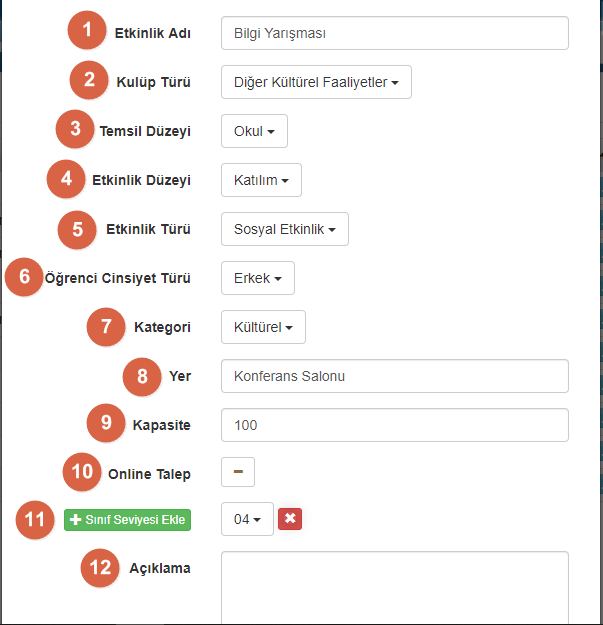 1 Etkinlik Adı Bilgi Yarışması
2 Kulüp Türü Diğer Kültürel Faaliyetler
3 Temsil Düzeyi Okul
4 Etkinlik Düzeyi Katılım
5 Etkinlik Türü Sosyal Etkinlik
6 Öğrenci Cinsiyet Türü Erkek
7 Kategori Kültürel
8 Yer Konferans Salonu
9 Kapasite 100
10 Online Talep
11 Sınıf Seviyesi Ekle 04
12 Açıklama